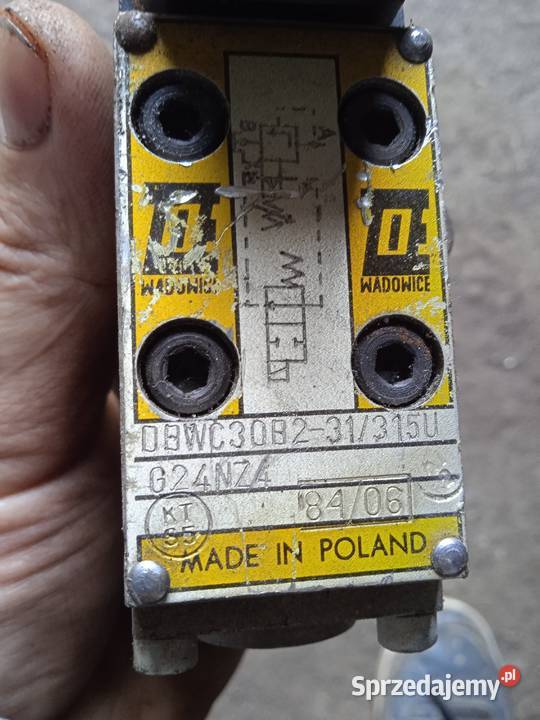 WADOWICE
WADOWICE
DBWC30B2-31/315U
G24NZ4
84/06
KT
S5
MADE IN POLAND
Sprzedajemy.pl